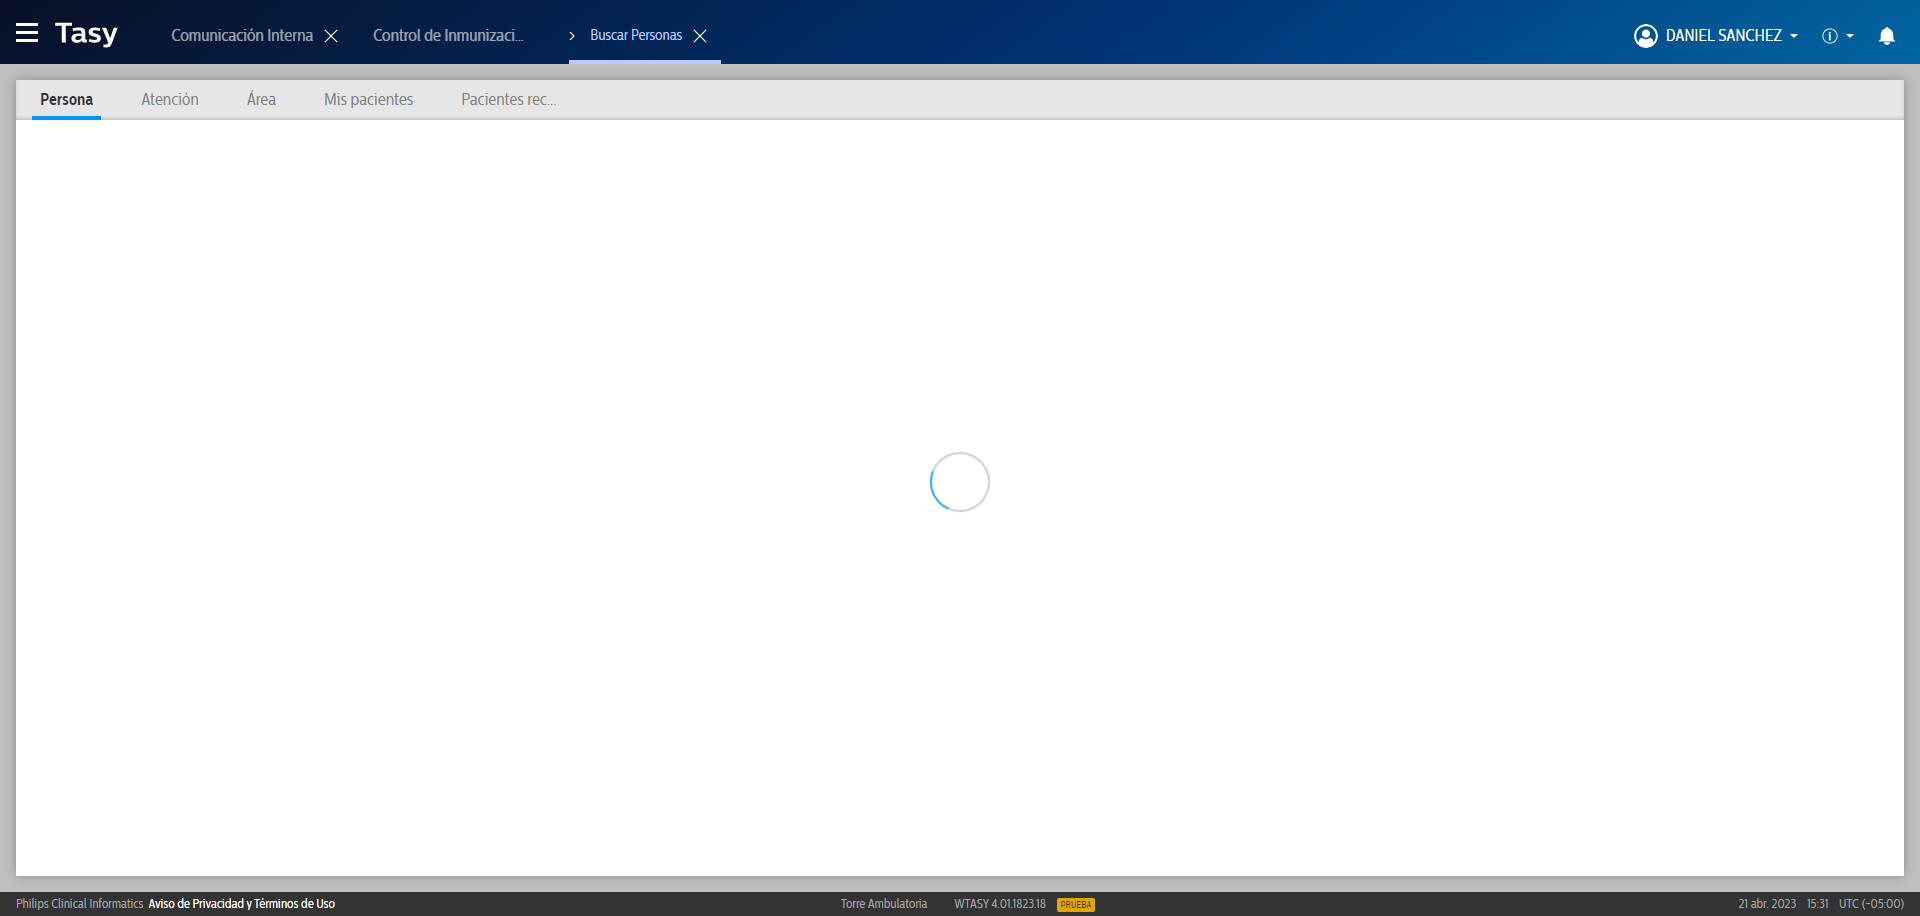 Tasy
Comunicación Interna
Control de Inmunizaci...
Buscar Personas
DANIEL SANCHEZ
Persona
Atención
Área
Mis pacientes
Pacientes rec...
Philips Clinical Informatics Aviso de Privacidad y Términos de Uso
Torre Ambulatoria
WTASY 4.01.1823.18
PRUEBA
21 abr. 2023 15:31 UTC (-05:00)